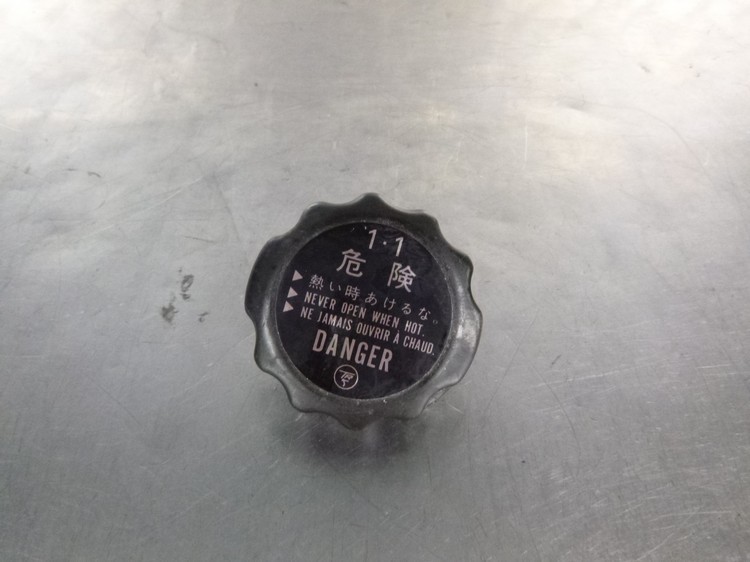 1・1
危険
▶熱い時あけるな。
▶NEVER OPEN WHEN HOT.
▶NE JAMAIS OUVRIR À CHAUD.
DANGER